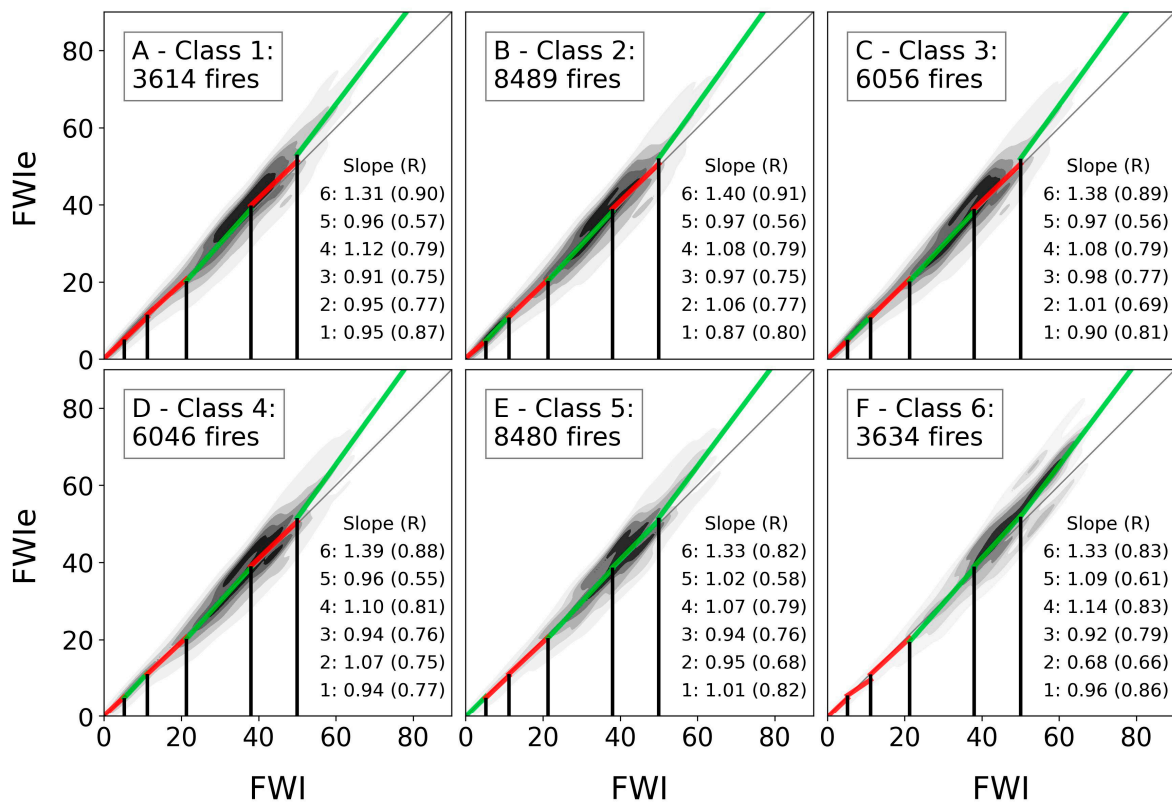 A - Class 1:
3614 fires
B - Class 2:
8489 fires
C - Class 3:
6056 fires
80
60
40
20
0
FWIe
Slope (R)
6: 1.31 (0.90)
5: 0.96 (0.57)
4: 1.12 (0.79)
3: 0.91 (0.75)
2: 0.95 (0.77)
1: 0.95 (0.87)
Slope (R)
6: 1.40 (0.91)
5: 0.97 (0.56)
4: 1.08 (0.79)
3: 0.97 (0.75)
2: 1.06 (0.77)
1: 0.87 (0.80)
Slope (R)
6: 1.38 (0.89)
5: 0.97 (0.56)
4: 1.08 (0.79)
3: 0.98 (0.77)
2: 1.01 (0.69)
1: 0.90 (0.81)
D - Class 4:
6046 fires
E - Class 5:
8480 fires
F - Class 6:
3634 fires
80
60
40
20
0
FWIe
Slope (R)
6: 1.39 (0.88)
5: 0.96 (0.55)
4: 1.10 (0.81)
3: 0.94 (0.76)
2: 1.07 (0.75)
1: 0.94 (0.77)
Slope (R)
6: 1.33 (0.82)
5: 1.02 (0.58)
4: 1.07 (0.79)
3: 0.94 (0.76)
2: 0.95 (0.68)
1: 1.01 (0.82)
Slope (R)
6: 1.33 (0.83)
5: 1.09 (0.61)
4: 1.14 (0.83)
3: 0.92 (0.79)
2: 0.68 (0.66)
1: 0.96 (0.86)
0 20 40 60 80
0 20 40 60 80
0 20 40 60 80
FWI
FWI
FWI